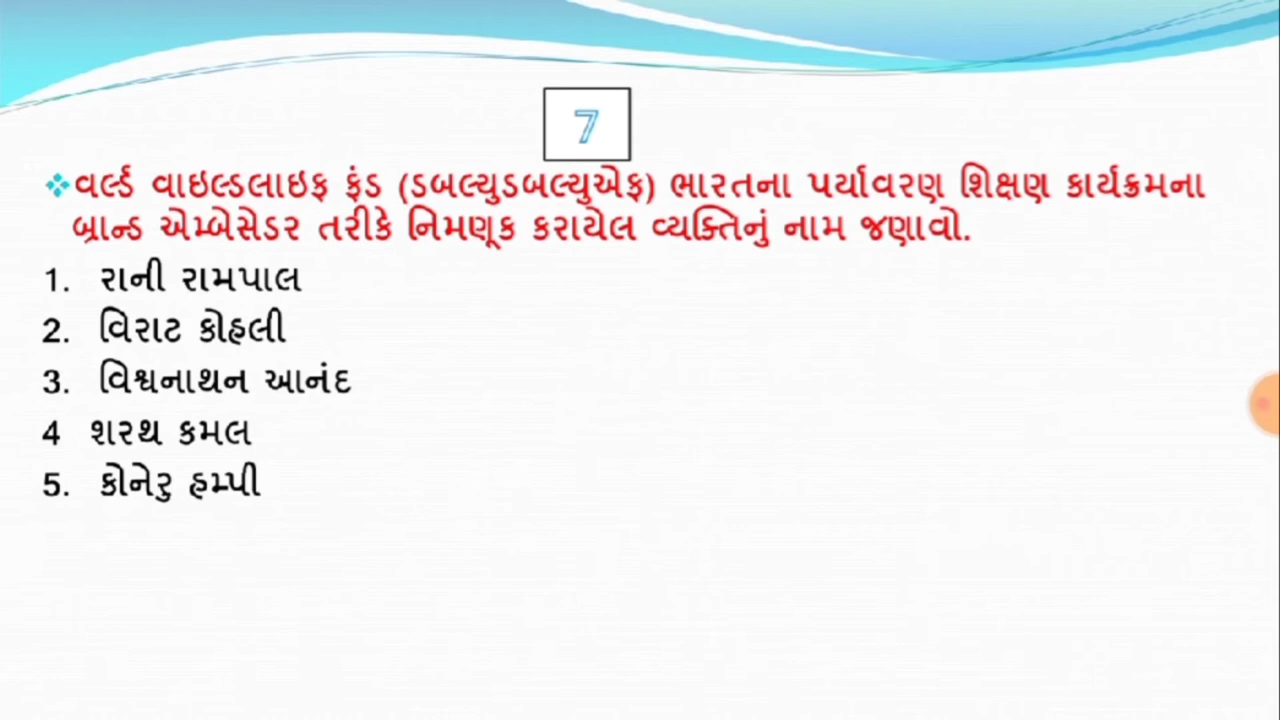 7
❖વર્લ્ડ વાઇલ્ડલાઇફ ફંડ (ડબલ્યુડબલ્યુએફ) ભારતના પર્યાવરણ શિક્ષણ કાર્યક્રમના
બ્રાન્ડ એમ્બેસેડર તરીકે નિમણૂક કરાયેલ વ્યક્તિનું નામ જણાવો.
1. રાની રામપાલ
2. વિરાટ કોહલી
3. વિશ્વનાથન આનંદ
4 શરથ કમલ
5. કોનેરુ હમ્પી